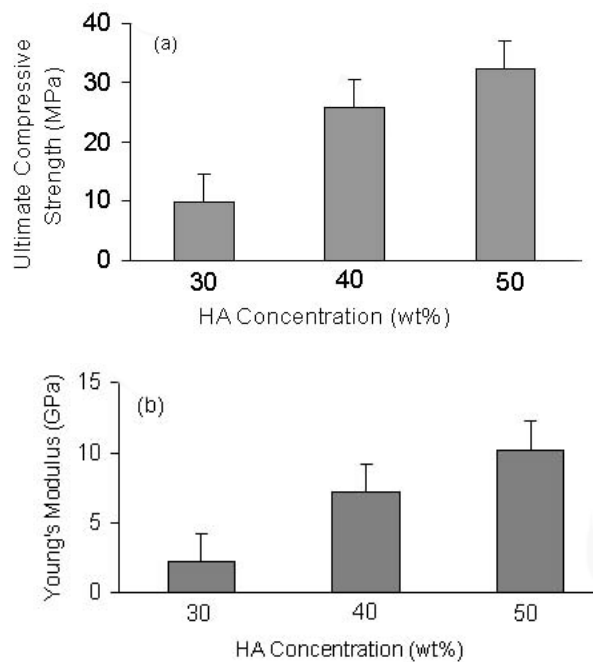 (a)
Ultimate Compressive
Strength (MPa)
40
30
20
10
0
30 40 50
HA Concentration (wt%)
(b)
Young's Modulus (GPa)
15
10
5
0
30 40 50
HA Concentration (wt%)